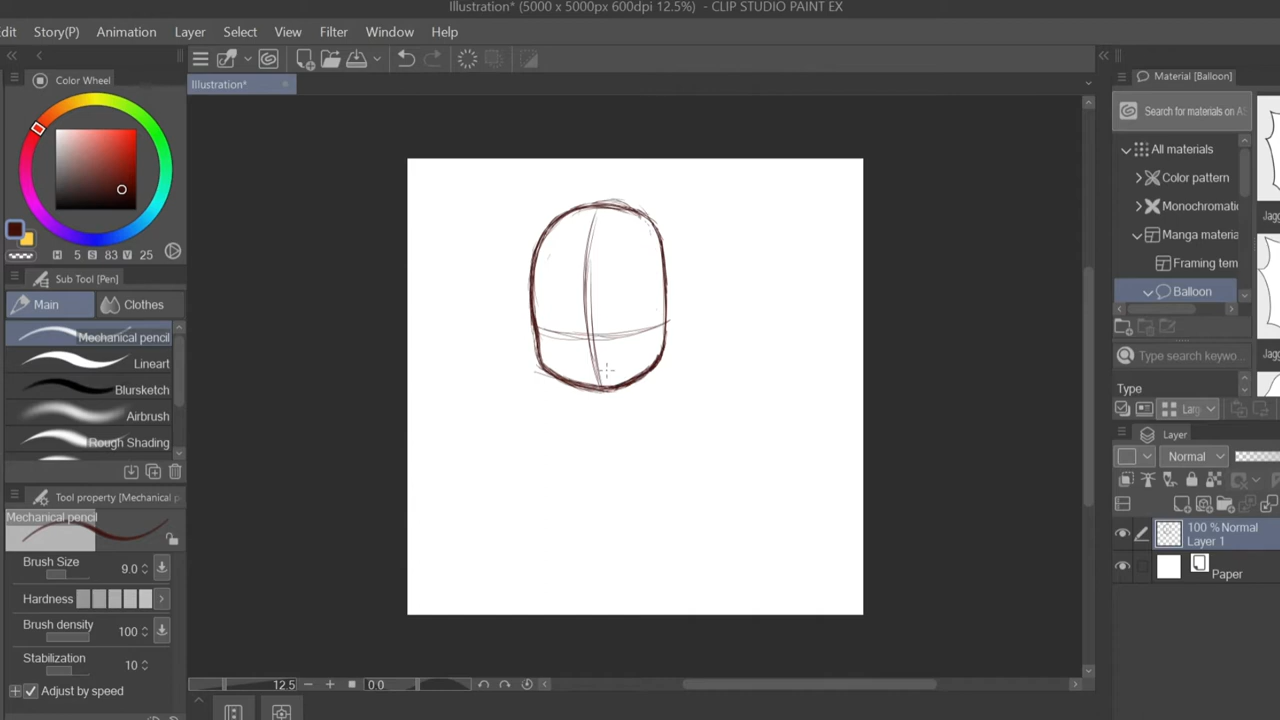 Illustration* (5000 x 5000px 600dpi 12.5%) - CLIP STUDIO PAINT EX
dit Story(P) Animation Layer Select View Filter Window Help
Color Wheel
Illustration*
H 5 S 83 V 25
Sub Tool [Pen]
Main Clothes
Mechanical pencil
Lineart
Blursketch
Airbrush
Rough Shading
Tool property [Mechanical p
Mechanical pencil
Brush Size 9.0
Hardness
Brush density 100
Stabilization 10
Adjust by speed
12.5 0.0
Material [Balloon]
Search for materials on AS
All materials
Color pattern
Monochromati
Manga materia
Framing tem
Balloon
Type search keywo
Type
Larg
Jagg
Layer
Normal
100 % Normal
Layer 1
Paper